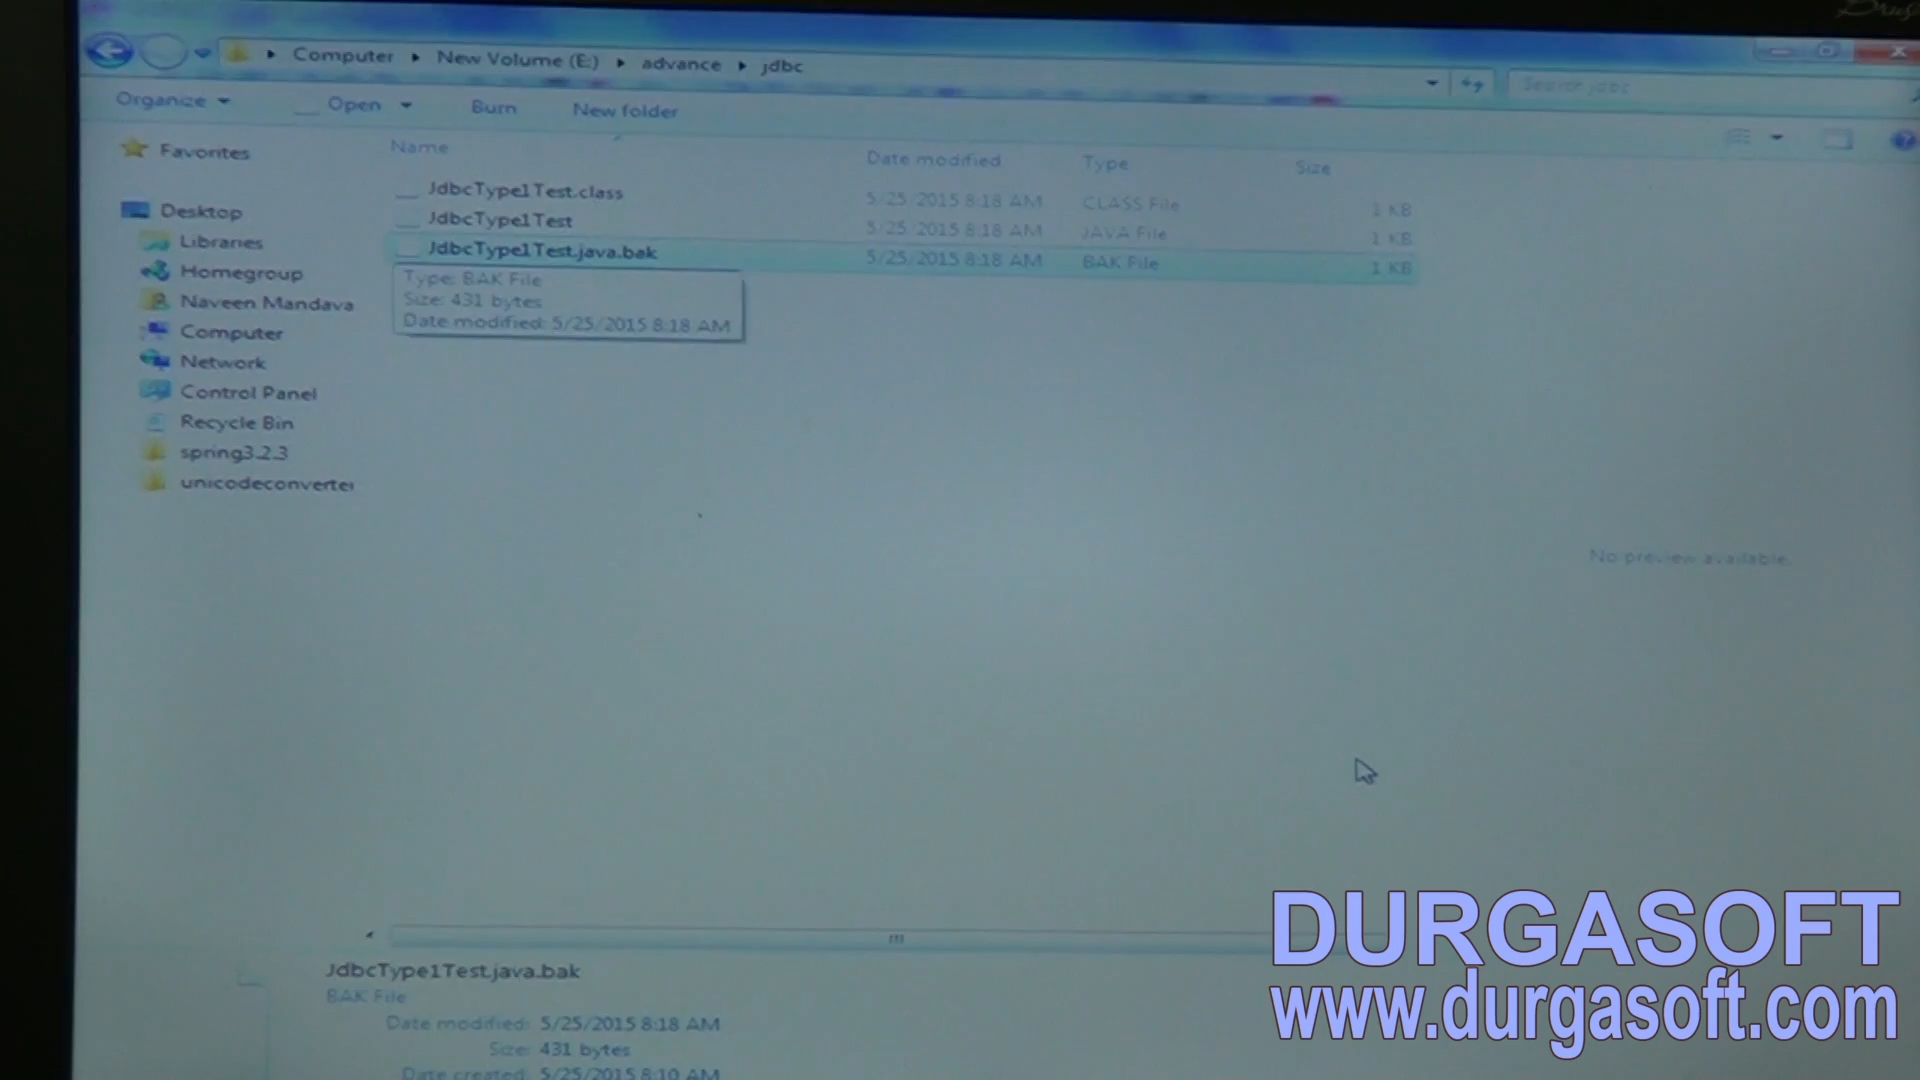 Computer ▸ New Volume (E:) ▸ advance ▸ jdbc
Search jdbc
Organize Open Burn New folder
Name Date modified Type Size
JdbcType1Test.class 5/25/2015 8:18 AM CLASS File 1 KB
JdbcType1Test 5/25/2015 8:18 AM JAVA File 1 KB
JdbcType1Test.java.bak 5/25/2015 8:18 AM BAK File 1 KB
Type: BAK File
Size: 431 bytes
Date modified: 5/25/2015 8:18 AM
Favorites
Desktop
Libraries
Homegroup
Naveen Mandava
Computer
Network
Control Panel
Recycle Bin
spring3.2.3
unicodeconverter
No preview available.
JdbcType1Test.java.bak
BAK File
Date modified: 5/25/2015 8:18 AM
Size: 431 bytes
Date created: 5/25/2015 8:10 AM
DURGASOFT
www.durgasoft.com